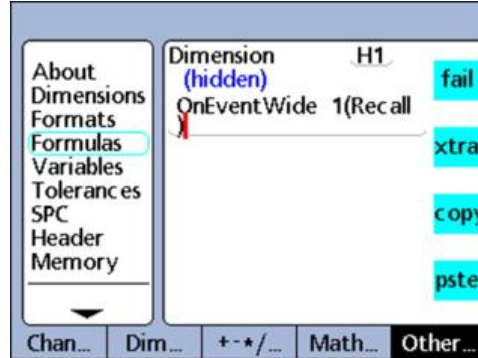 About
Dimensions
Formats
Formulas
Variables
Tolerances
SPC
Header
Memory
Dimension H1
(hidden)
OnEventWide 1(Recall
)
fail
xtra
copy
pste
Chan... Dim... +-*/... Math... Other...